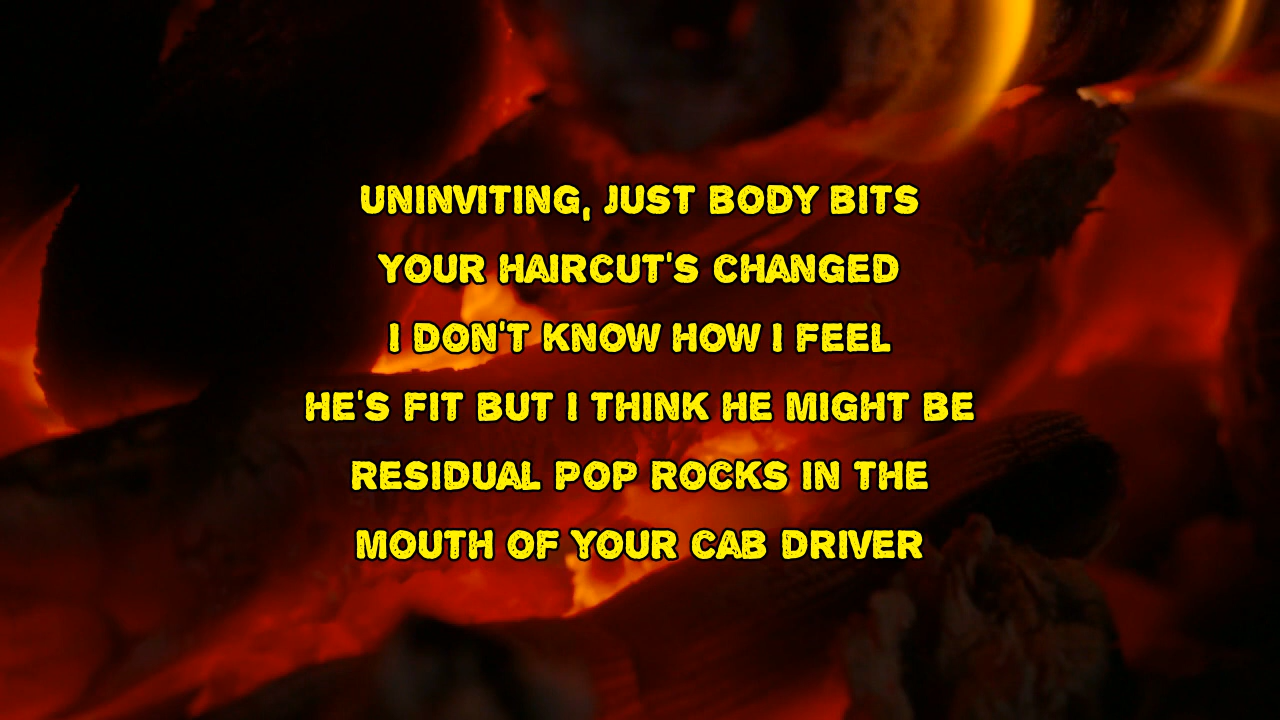 UNINVITING, JUST BODY BITS
YOUR HAIRCUT'S CHANGED
I DON'T KNOW HOW I FEEL
HE'S FIT BUT I THINK HE MIGHT BE
RESIDUAL POP ROCKS IN THE
MOUTH OF YOUR CAB DRIVER